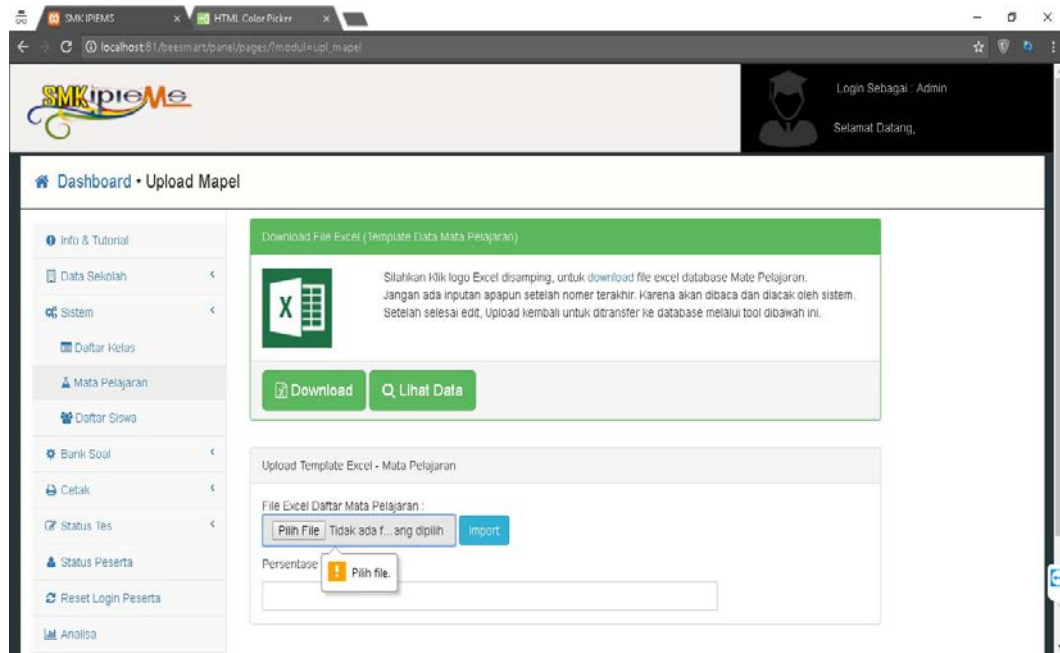 SMK IPIEMS
HTML Color Picker
localhost:81/beesmart/panel/pages/?modul=upl_mapel
SMKipieMs
Login Sebagai : Admin
Selamat Datang,
Dashboard • Upload Mapel
Info & Tutorial
Data Sekolah
Sistem
Daftar Kelas
Mata Pelajaran
Daftar Siswa
Bank Soal
Cetak
Status Tes
Status Peserta
Reset Login Peserta
Analisa
Download File Excel (Template Data Mata Pelajaran)
Silahkan Klik logo Excel disamping, untuk download file excel database Mate Pelajaran.
Jangan ada inputan apapun setelah nomer terakhir. Karena akan dibaca dan diacak oleh sistem.
Setelah selesai edit, Upload kembali untuk ditransfer ke database melalui tool dibawah ini.
Download
Lihat Data
Upload Template Excel - Mata Pelajaran
File Excel Daftar Mata Pelajaran :
Pilih File Tidak ada f...ang dipilih Import
Persentase
Pilih file.